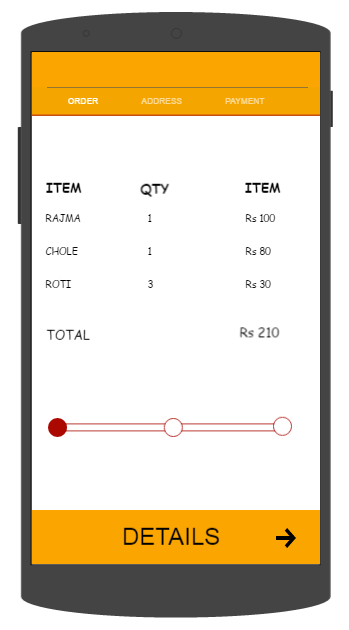 ORDER ADDRESS PAYMENT
ITEM QTY ITEM
RAJMA 1 Rs 100
CHOLE 1 Rs 80
ROTI 3 Rs 30
TOTAL Rs 210
DETAILS